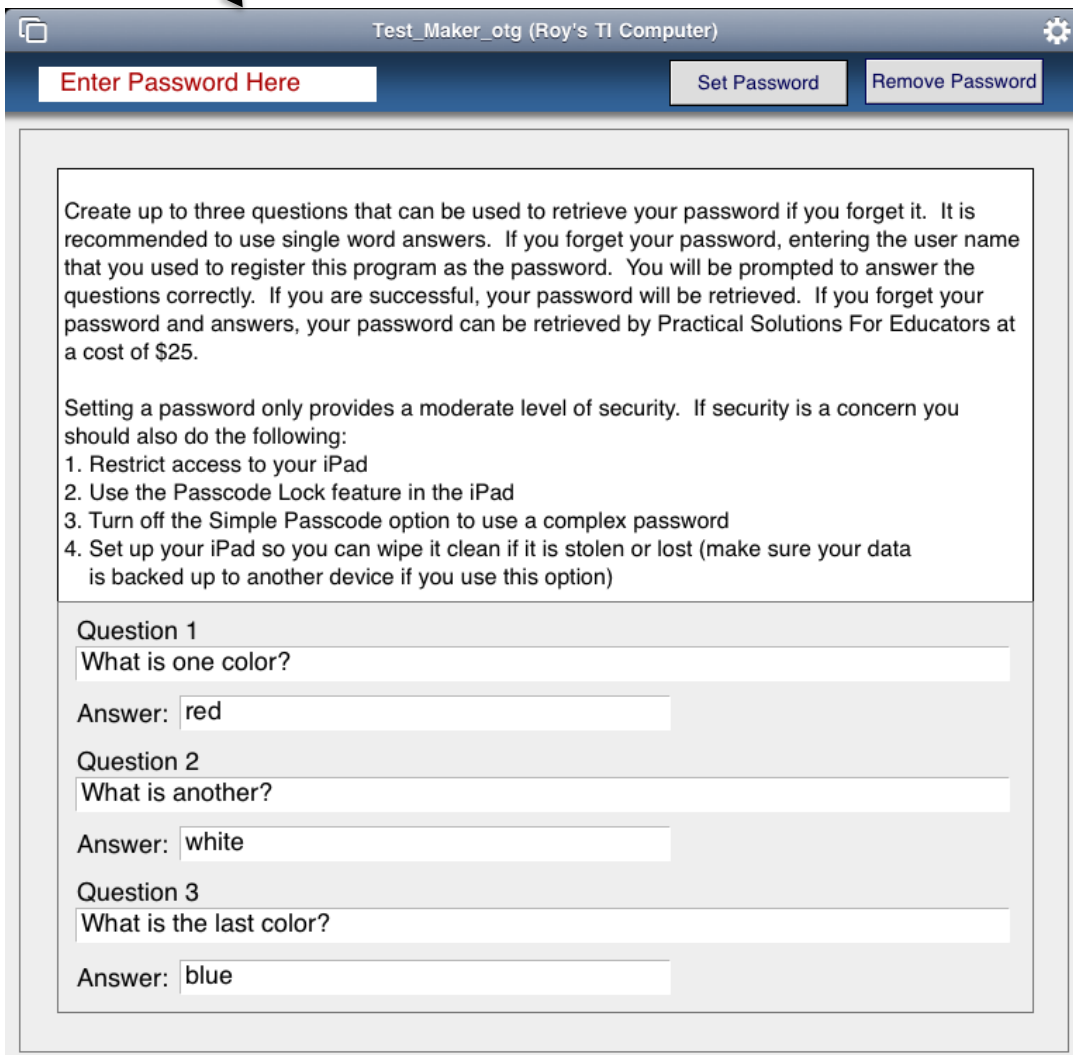 Test_Maker_otg (Roy's TI Computer)
Enter Password Here
Set Password
Remove Password
Create up to three questions that can be used to retrieve your password if you forget it.  It is
recommended to use single word answers.  If you forget your password, entering the user name
that you used to register this program as the password.  You will be prompted to answer the
questions correctly.  If you are successful, your password will be retrieved.  If you forget your
password and answers, your password can be retrieved by Practical Solutions For Educators at
a cost of $25.
Setting a password only provides a moderate level of security.  If security is a concern you
should also do the following:
1. Restrict access to your iPad
2. Use the Passcode Lock feature in the iPad
3. Turn off the Simple Passcode option to use a complex password
4. Set up your iPad so you can wipe it clean if it is stolen or lost (make sure your data
is backed up to another device if you use this option)
Question 1
What is one color?
Answer: red
Question 2
What is another?
Answer: white
Question 3
What is the last color?
Answer: blue